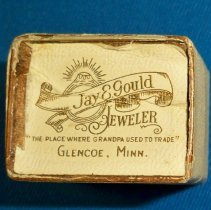 Jay E. Gould
JEWELER
"THE PLACE WHERE GRANDPA USED TO TRADE"
GLENCOE, MINN.